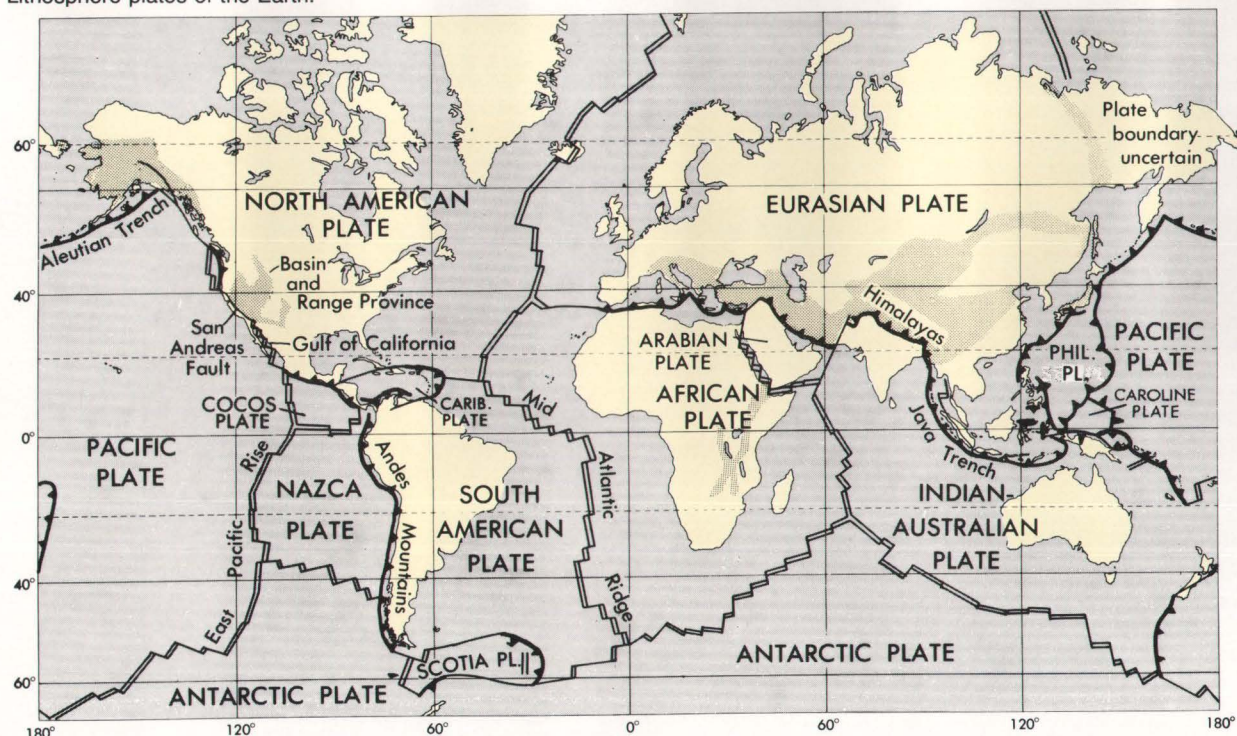 Lithosphere plates of the Earth.
60°
40°
20°
0°
20°
40°
60°
Plate
boundary
uncertain
NORTH AMERICAN
PLATE
EURASIAN PLATE
Aleutian Trench
Basin
and
Range Province
San
Andreas
Fault
Gulf of California
Himalayas
ARABIAN
PLATE
AFRICAN
PLATE
PHIL.
PL.
PACIFIC
PLATE
CAROLINE
PLATE
COCOS
PLATE
CARIB.
PLATE
Mid
Atlantic
Ridge
Java
Trench
PACIFIC
PLATE
East
Pacific
Rise
NAZCA
PLATE
Andes
Mountains
SOUTH
AMERICAN
PLATE
INDIAN-
AUSTRALIAN
PLATE
SCOTIA PL.
ANTARCTIC PLATE
ANTARCTIC PLATE
180°
120°
60°
0°
60°
120°
180°